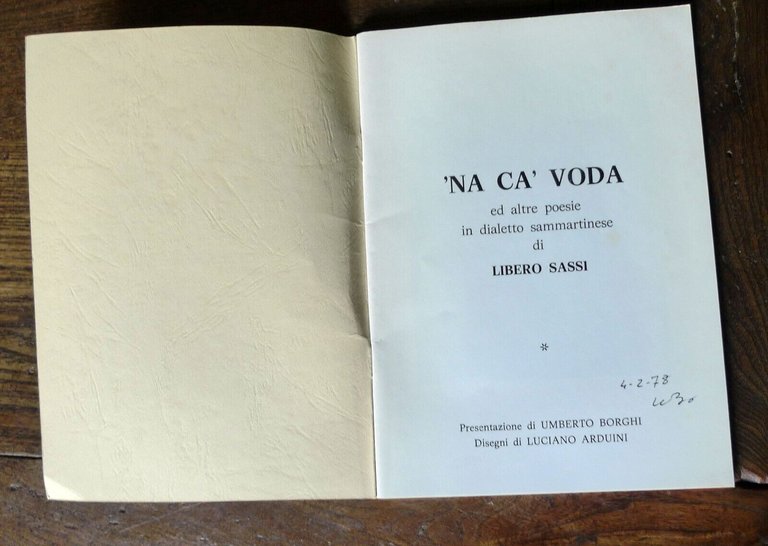 'NA CA' VODA
ed altre poesie
in dialetto sammartinese
di
LIBERO SASSI
*
4-2-78
Presentazione di UMBERTO BORGHI
Disegni di LUCIANO ARDUINI